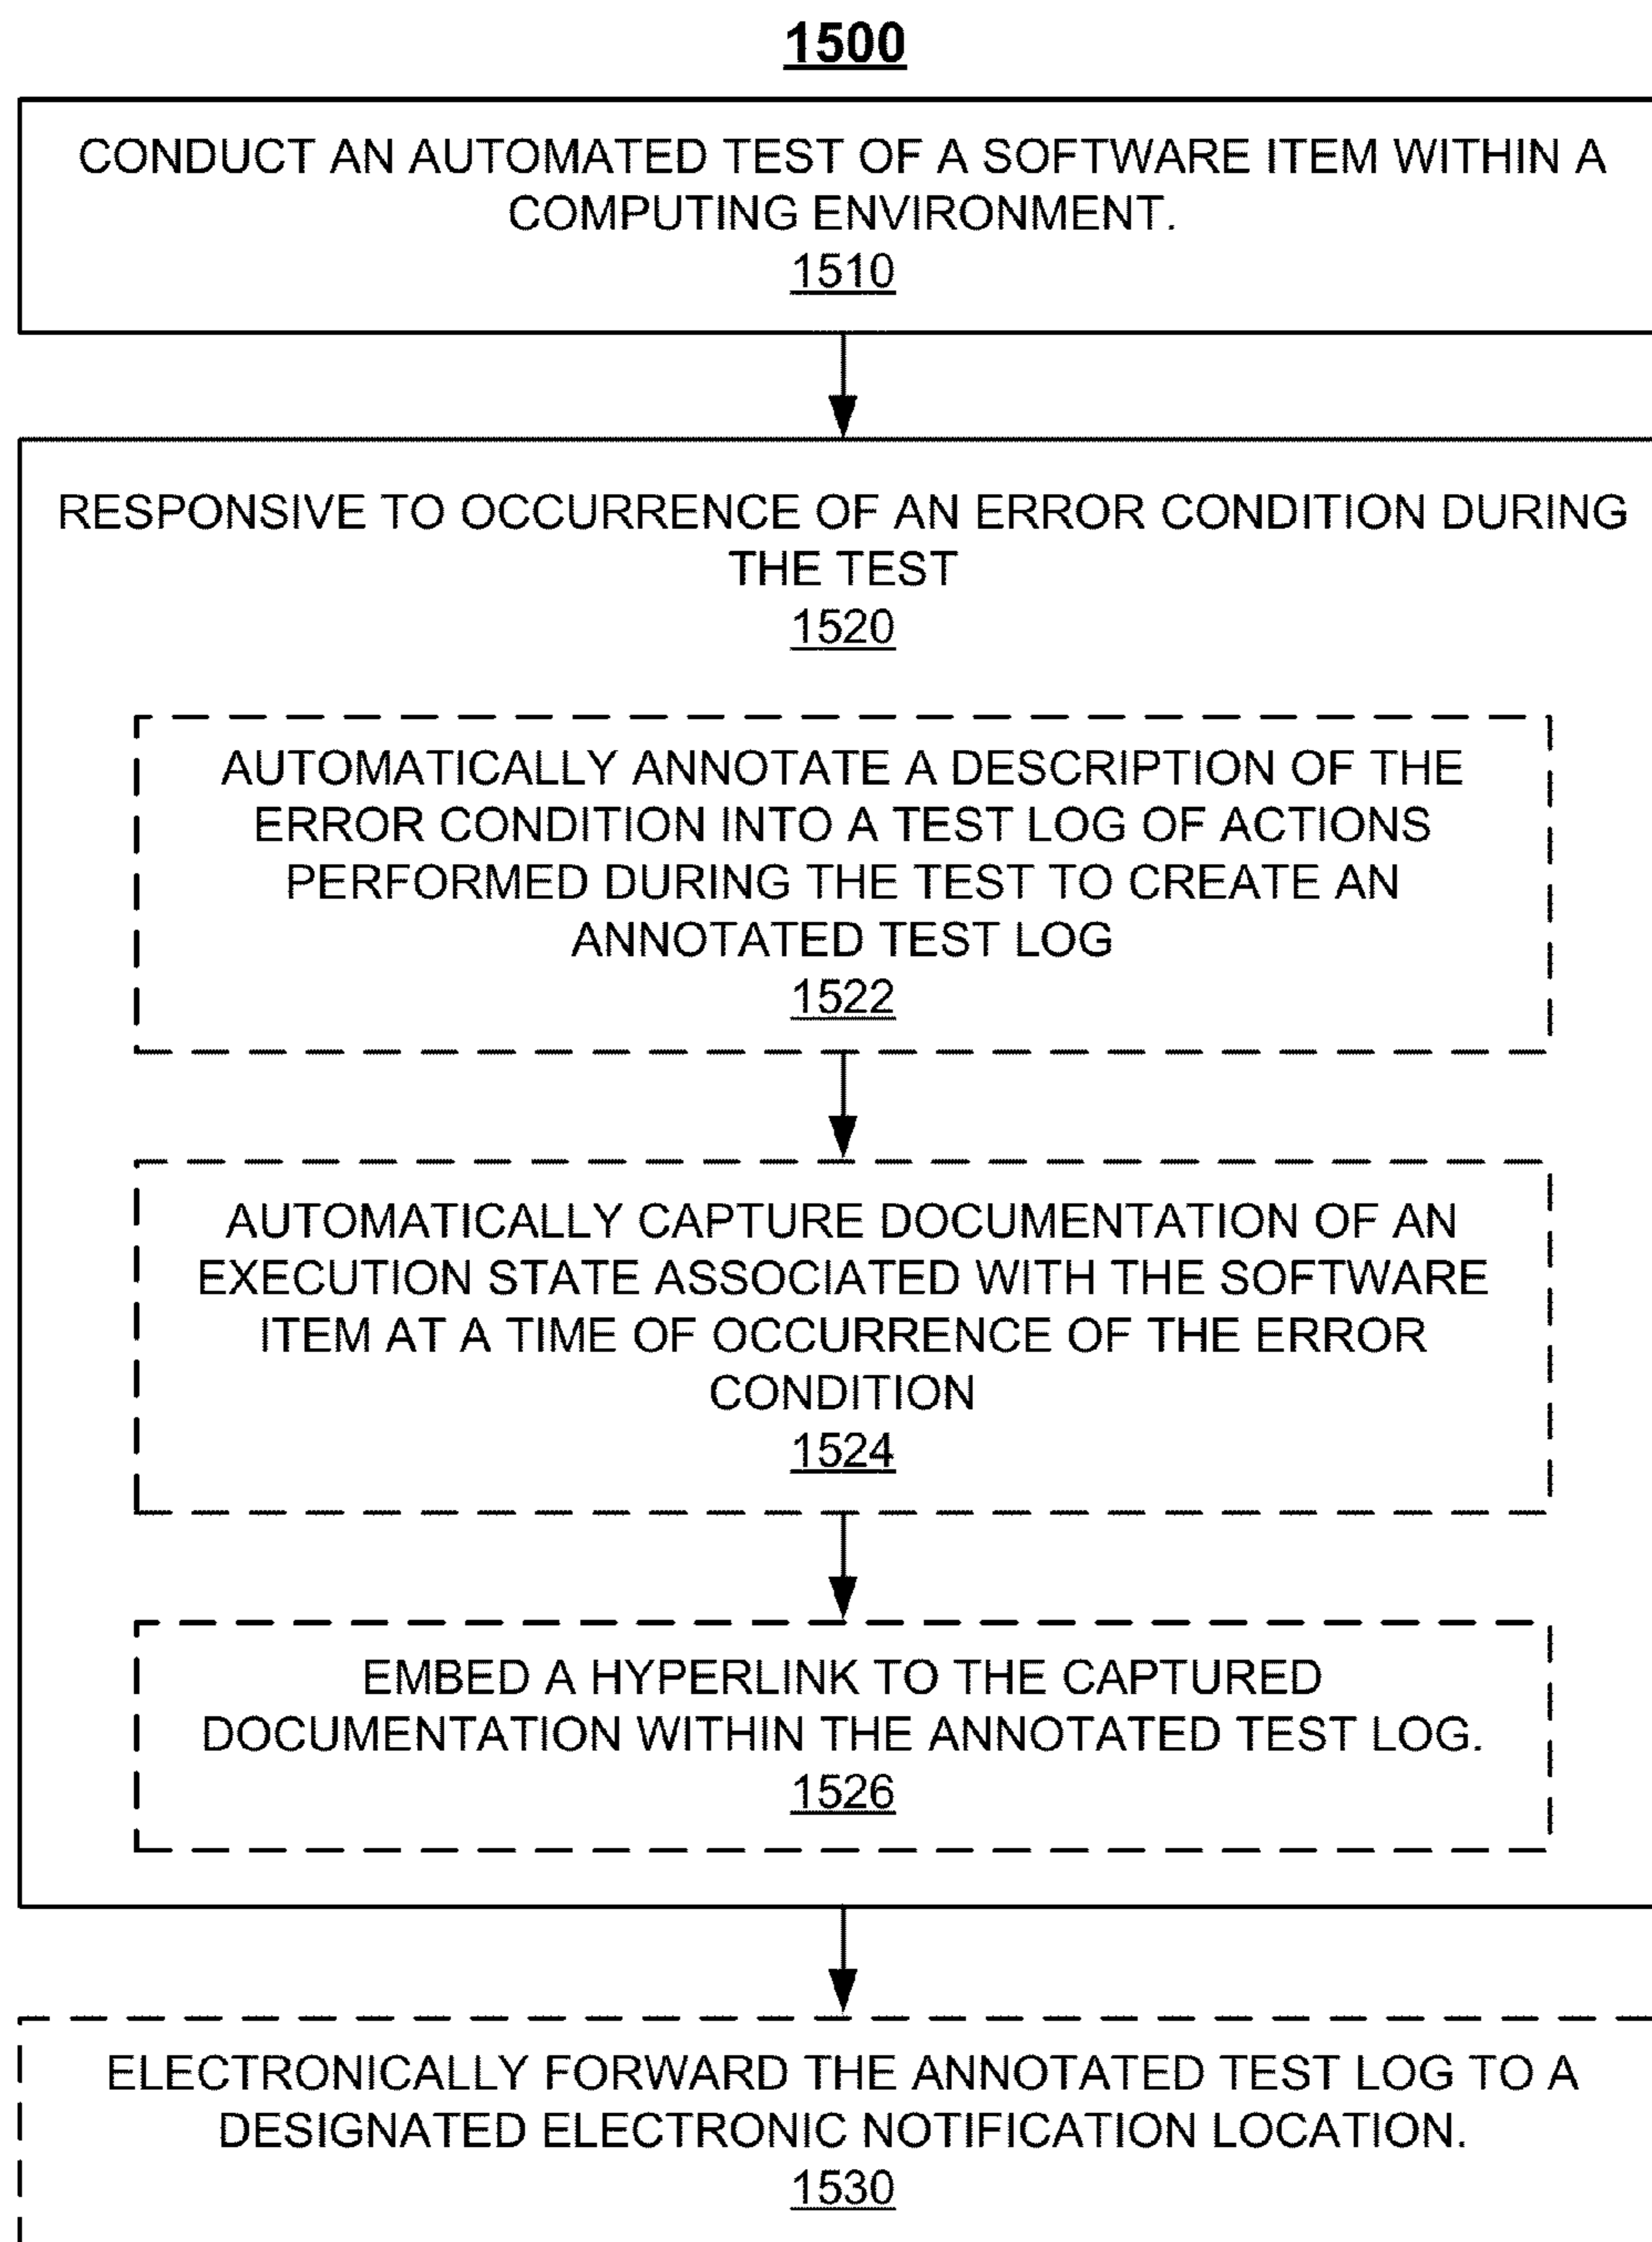 1500
CONDUCT AN AUTOMATED TEST OF A SOFTWARE ITEM WITHIN A
COMPUTING ENVIRONMENT.
1510
RESPONSIVE TO OCCURRENCE OF AN ERROR CONDITION DURING
THE TEST
1520
AUTOMATICALLY ANNOTATE A DESCRIPTION OF THE
ERROR CONDITION INTO A TEST LOG OF ACTIONS
PERFORMED DURING THE TEST TO CREATE AN
ANNOTATED TEST LOG
1522
AUTOMATICALLY CAPTURE DOCUMENTATION OF AN
EXECUTION STATE ASSOCIATED WITH THE SOFTWARE
ITEM AT A TIME OF OCCURRENCE OF THE ERROR
CONDITION
1524
EMBED A HYPERLINK TO THE CAPTURED
DOCUMENTATION WITHIN THE ANNOTATED TEST LOG.
1526
ELECTRONICALLY FORWARD THE ANNOTATED TEST LOG TO A
DESIGNATED ELECTRONIC NOTIFICATION LOCATION.
1530